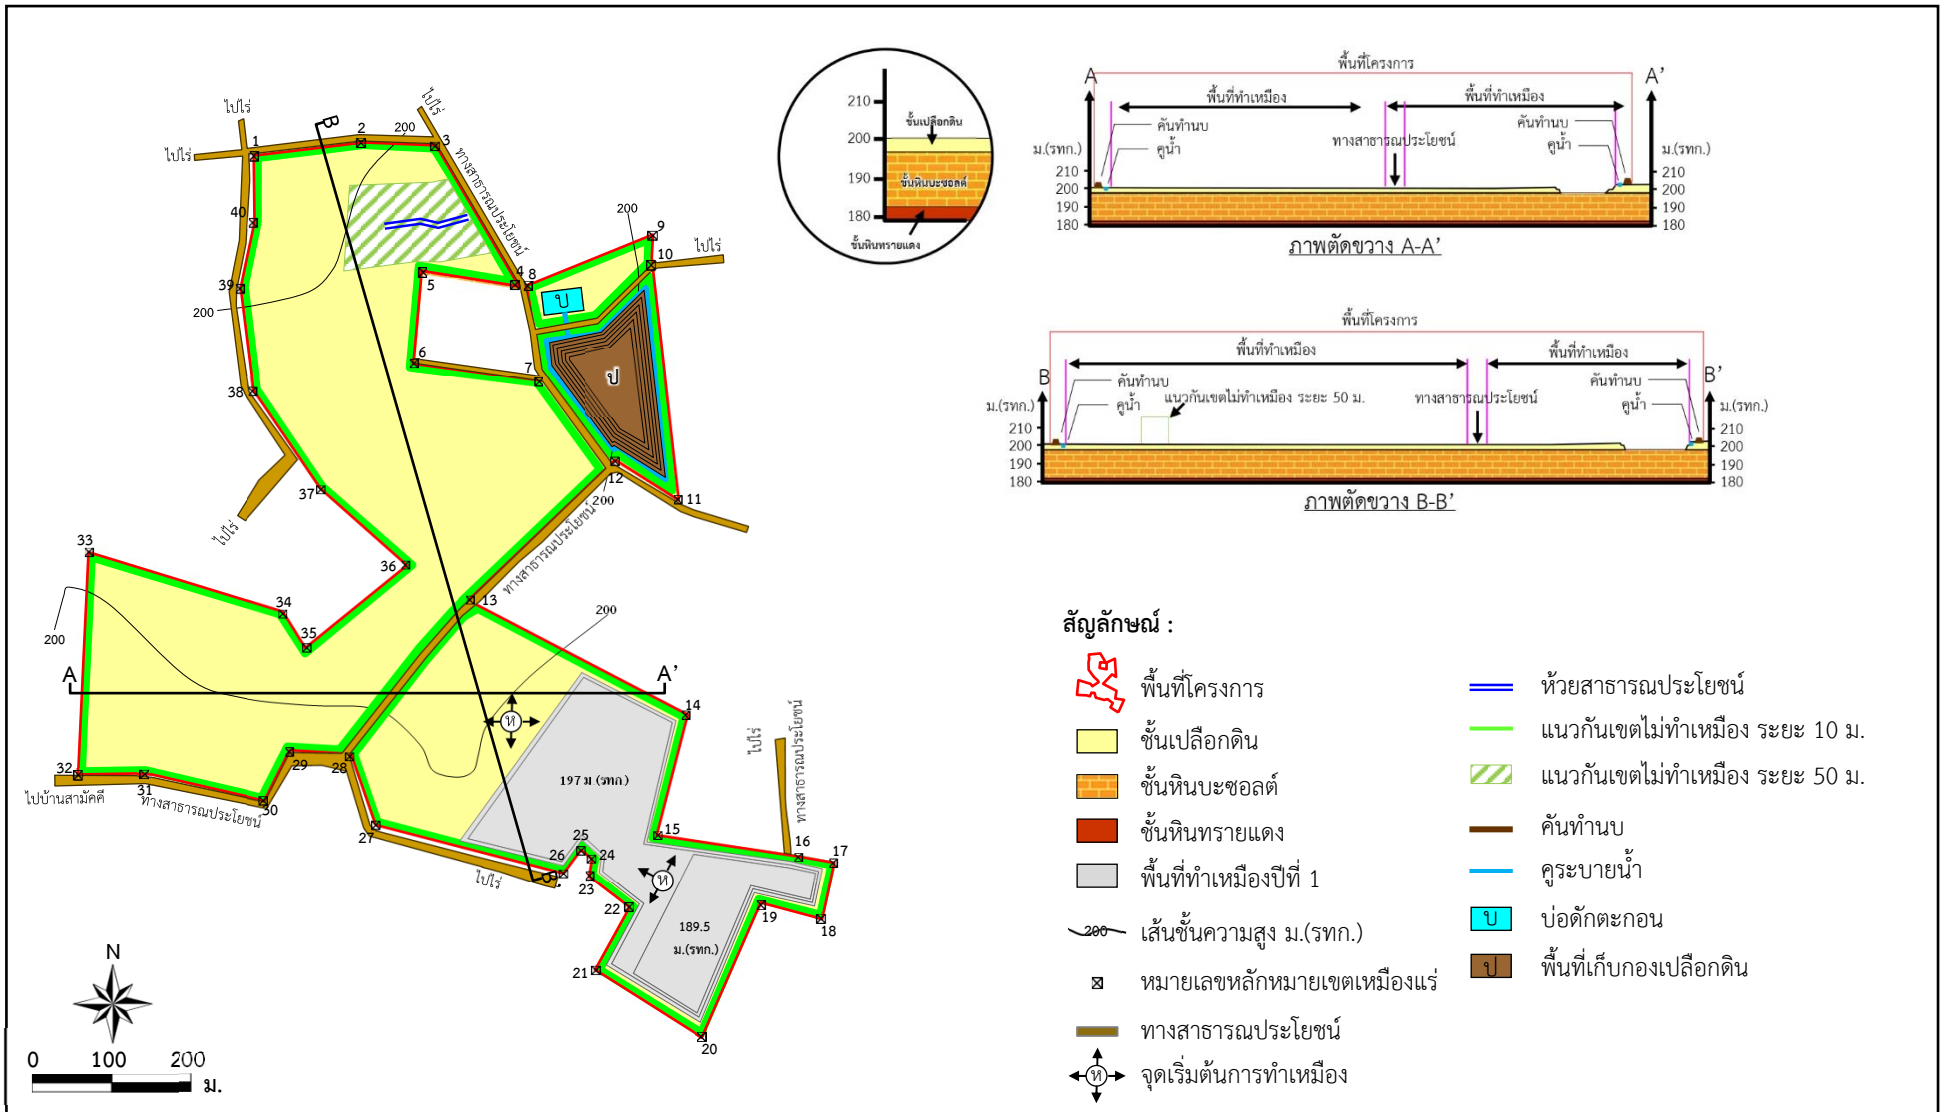 ไปไร่
ไปไร่
ไปไร่
1
2
3
200
B
ทางสาธารณประโยชน์
40
39
200
38
37
36
ไปไร่
4
5
6
7
8
9
10
200
ไปไร่
บ
ป
11
12
200
ทางสาธารณประโยชน์
13
200
33
34
35
200
A
A'
14
ห
197 ม (รทก.)
32
31
30
29
28
27
ไปบ้านสามัคคี
ทางสาธารณประโยชน์
ไปไร่
26
25
24
23
B'
15
16
17
18
19
20
21
22
ห
189.5
ม.(รทก.)
ไปไร่
ทางสาธารณประโยชน์
N
0 100 200
ม.
210
200
190
180
ชั้นเปลือกดิน
ชั้นหินบะซอลต์
ชั้นหินทรายแดง
พื้นที่โครงการ
A
A'
พื้นที่ทำเหมือง
พื้นที่ทำเหมือง
คันทำนบ
คูน้ำ
ทางสาธารณประโยชน์
คันทำนบ
คูน้ำ
ม.(รทก.)
210
200
190
180
ม.(รทก.)
210
200
190
180
ภาพตัดขวาง A-A'
พื้นที่โครงการ
B
B'
พื้นที่ทำเหมือง
พื้นที่ทำเหมือง
คันทำนบ
คูน้ำ
แนวกันเขตไม่ทำเหมือง ระยะ 50 ม.
ทางสาธารณประโยชน์
คันทำนบ
คูน้ำ
ม.(รทก.)
210
200
190
180
ม.(รทก.)
210
200
190
180
ภาพตัดขวาง B-B'
สัญลักษณ์ :
พื้นที่โครงการ
ชั้นเปลือกดิน
ชั้นหินบะซอลต์
ชั้นหินทรายแดง
พื้นที่ทำเหมืองปีที่ 1
200 เส้นชั้นความสูง ม.(รทก.)
หมายเลขหลักหมายเขตเหมืองแร่
ทางสาธารณประโยชน์
ห จุดเริ่มต้นการทำเหมือง
ห้วยสาธารณประโยชน์
แนวกันเขตไม่ทำเหมือง ระยะ 10 ม.
แนวกันเขตไม่ทำเหมือง ระยะ 50 ม.
คันทำนบ
คูระบายน้ำ
บ บ่อดักตะกอน
ป พื้นที่เก็บกองเปลือกดิน